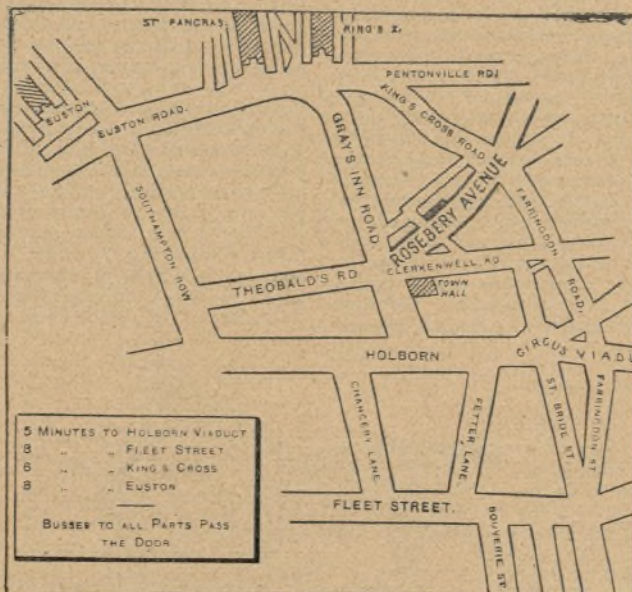 ST PANCRAS.
KING'S X.
PENTONVILLE RD.
EUSTON.
EUSTON ROAD.
KING'S CROSS ROAD
GRAY'S INN ROAD.
ROSEBERY AVENUE
FARRINGDON ROAD.
SOUTHAMPTON ROW
CLERKENWELL RD
THEOBALD'S RD
TOWN HALL
HOLBORN
CIRCUS VIADU
CHANCERY LANE
FETTER LANE.
ST. BRIDE ST.
FARRINGDON ST
5 MINUTES TO HOLBORN VIADUCT
8 " " FLEET STREET
6 " " KING'S CROSS
8 " " EUSTON
BUSSES TO ALL PARTS PASS
THE DOOR
FLEET STREET.
BOUVERIE ST.